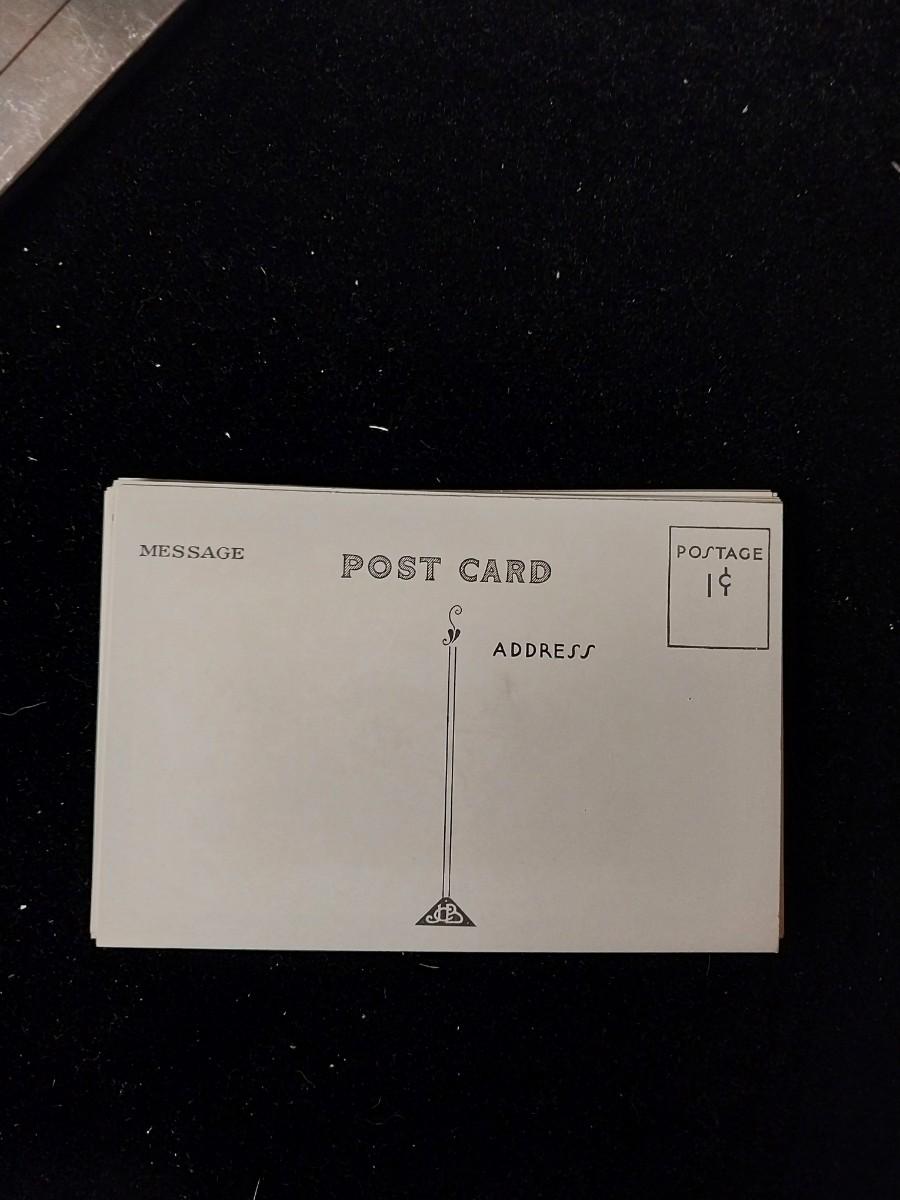 MESSAGE
POST CARD
POSTAGE
1¢
ADDRESS